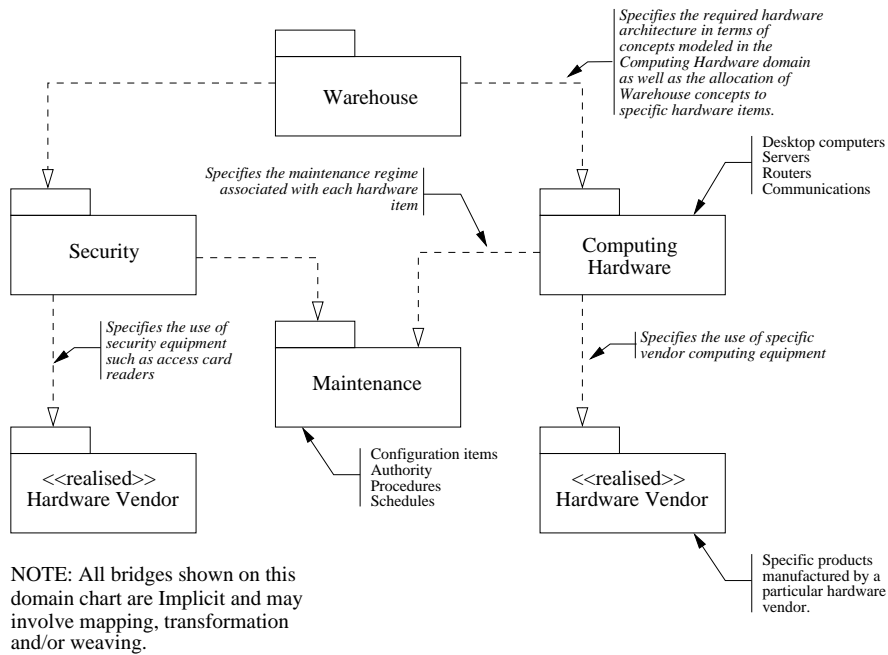 Specifies the required hardware
architecture in terms of
concepts modeled in the
Computing Hardware domain
as well as the allocation of
Warehouse concepts to
specific hardware items.
Warehouse
Desktop computers
Servers
Routers
Communications
Specifies the maintenance regime
associated with each hardware
item
Security
Computing
Hardware
Specifies the use of
security equipment
such as access card
readers
Maintenance
Specifies the use of specific
vendor computing equipment
Configuration items
Authority
Procedures
Schedules
<<realised>>
Hardware Vendor
<<realised>>
Hardware Vendor
Specific products
manufactured by a
particular hardware
vendor.
NOTE: All bridges shown on this
domain chart are Implicit and may
involve mapping, transformation
and/or weaving.